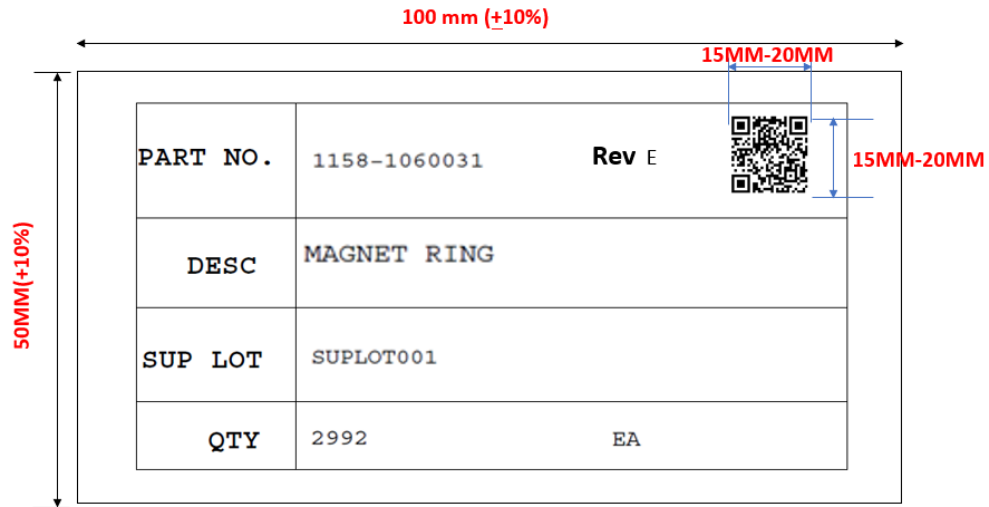 100 mm (±10%)
15MM-20MM
PART NO. 1158-1060031 Rev E
15MM-20MM
DESC MAGNET RING
50MM(+10%)
SUP LOT SUPLOT001
QTY 2992 EA